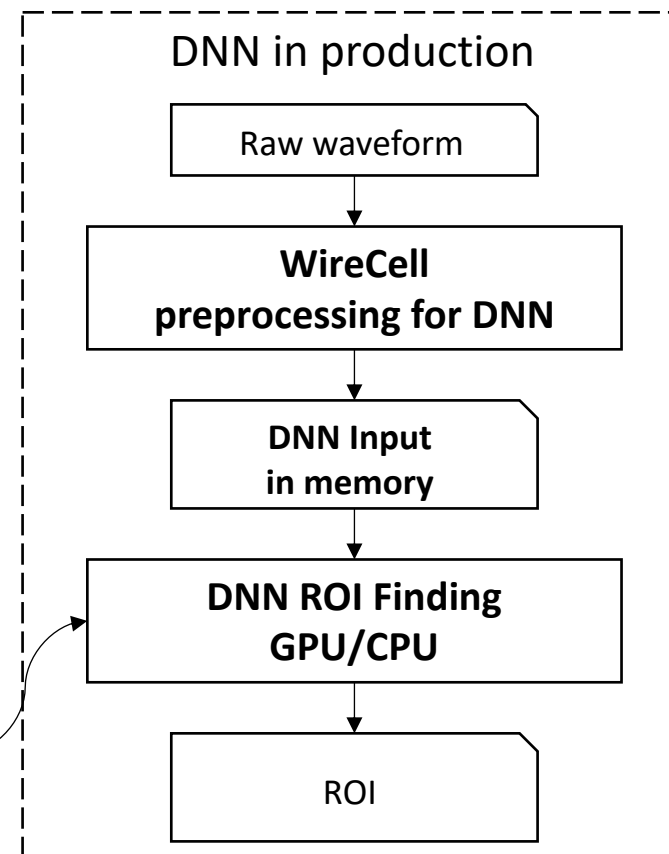 DNN in production
Raw waveform
WireCell
preprocessing for DNN
DNN Input
in memory
DNN ROI Finding
GPU/CPU
ROI